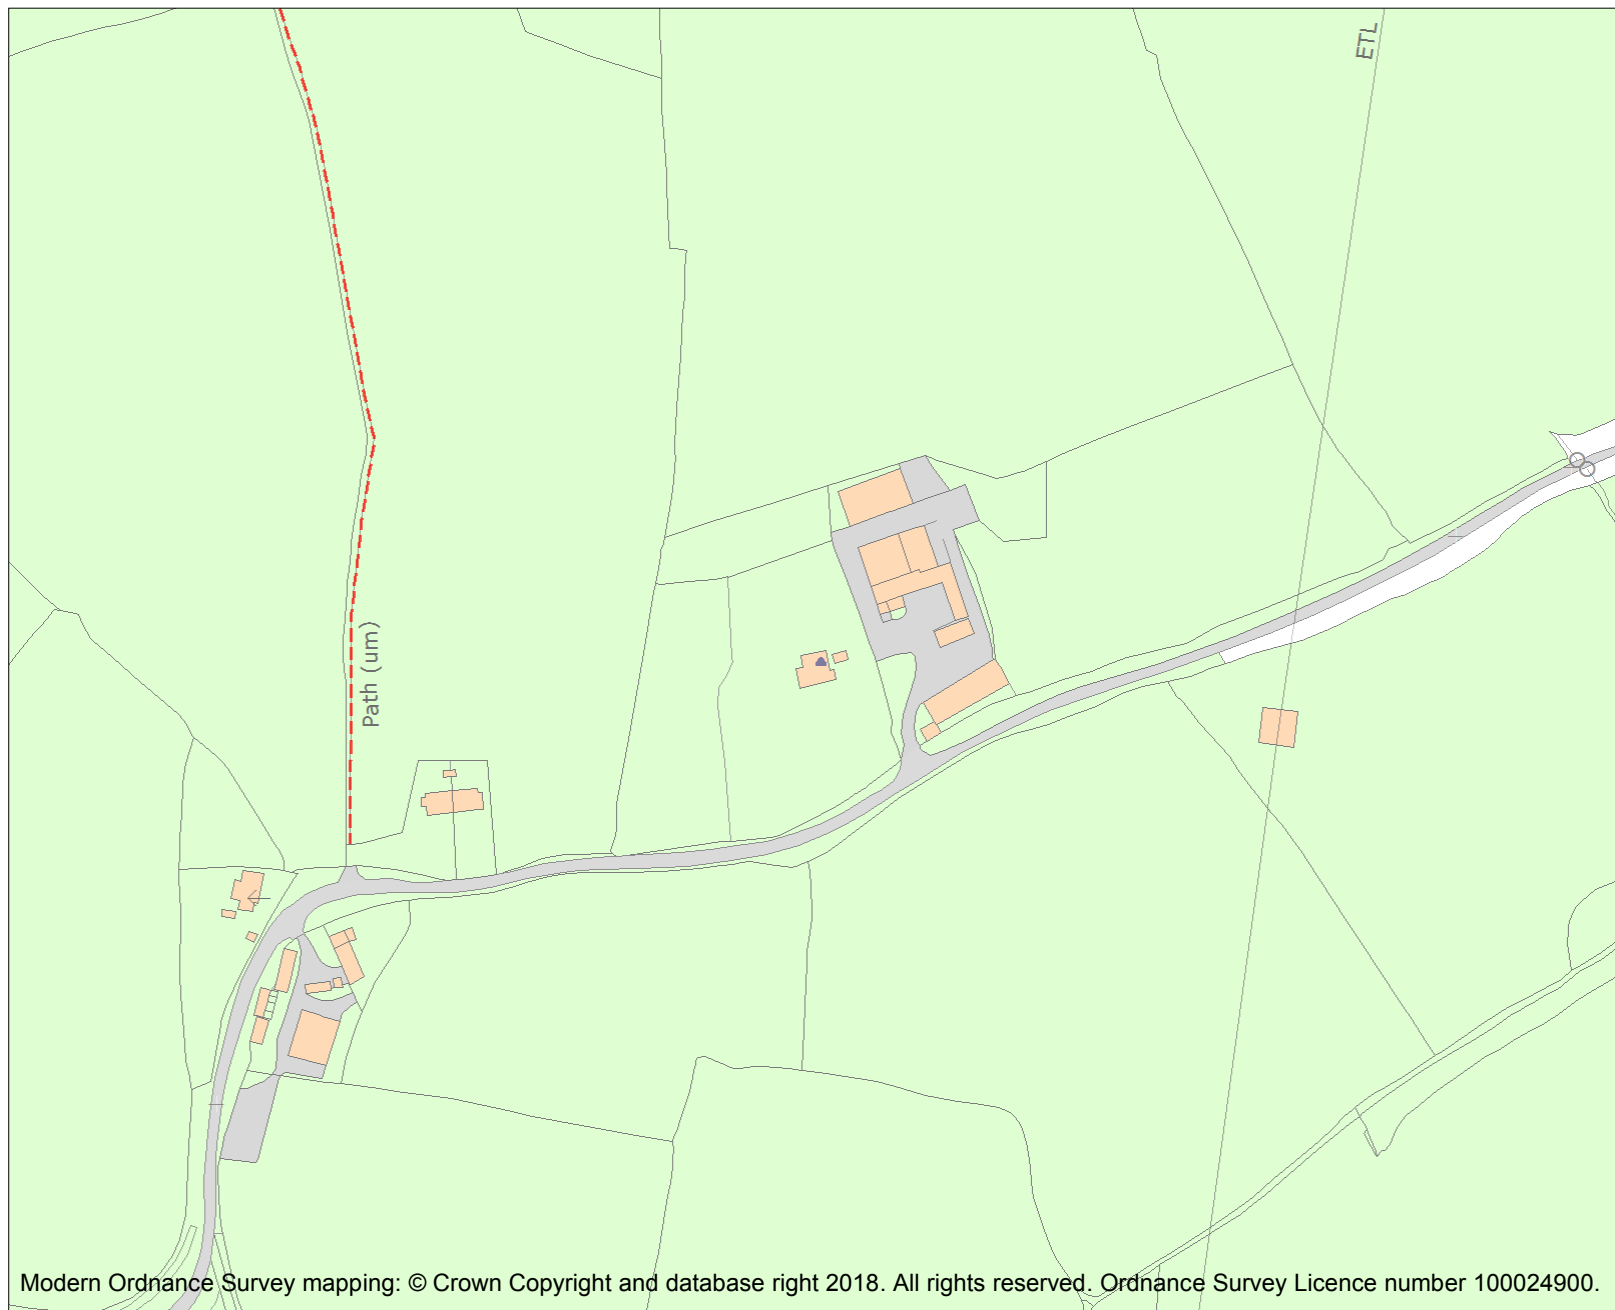 ETL
Path (um)
Modern Ordnance Survey mapping: © Crown Copyright and database right 2018. All rights reserved. Ordnance Survey Licence number 100024900.